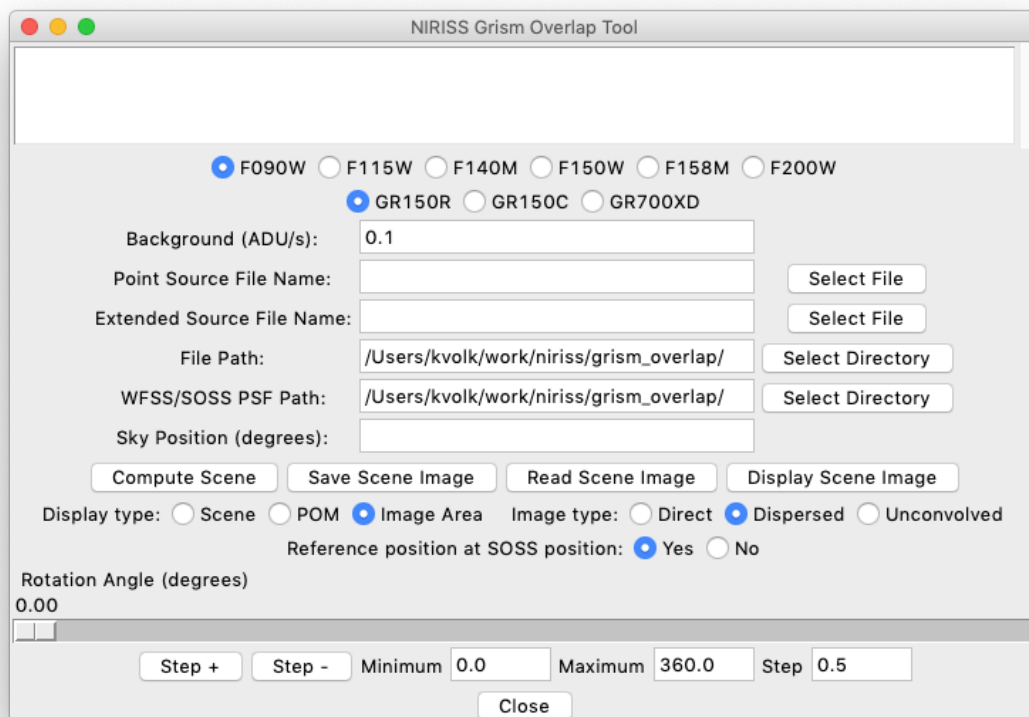 NIRISS Grism Overlap Tool
F090W F115W F140M F150W F158M F200W
GR150R GR150C GR700XD
Background (ADU/s): 0.1
Point Source File Name: Select File
Extended Source File Name: Select File
File Path: /Users/kvolk/work/niriss/grism_overlap/ Select Directory
WFSS/SOSS PSF Path: /Users/kvolk/work/niriss/grism_overlap/ Select Directory
Sky Position (degrees):
Compute Scene Save Scene Image Read Scene Image Display Scene Image
Display type: Scene POM Image Area Image type: Direct Dispersed Unconvolved
Reference position at SOSS position: Yes No
Rotation Angle (degrees)
0.00
Step + Step - Minimum 0.0 Maximum 360.0 Step 0.5
Close